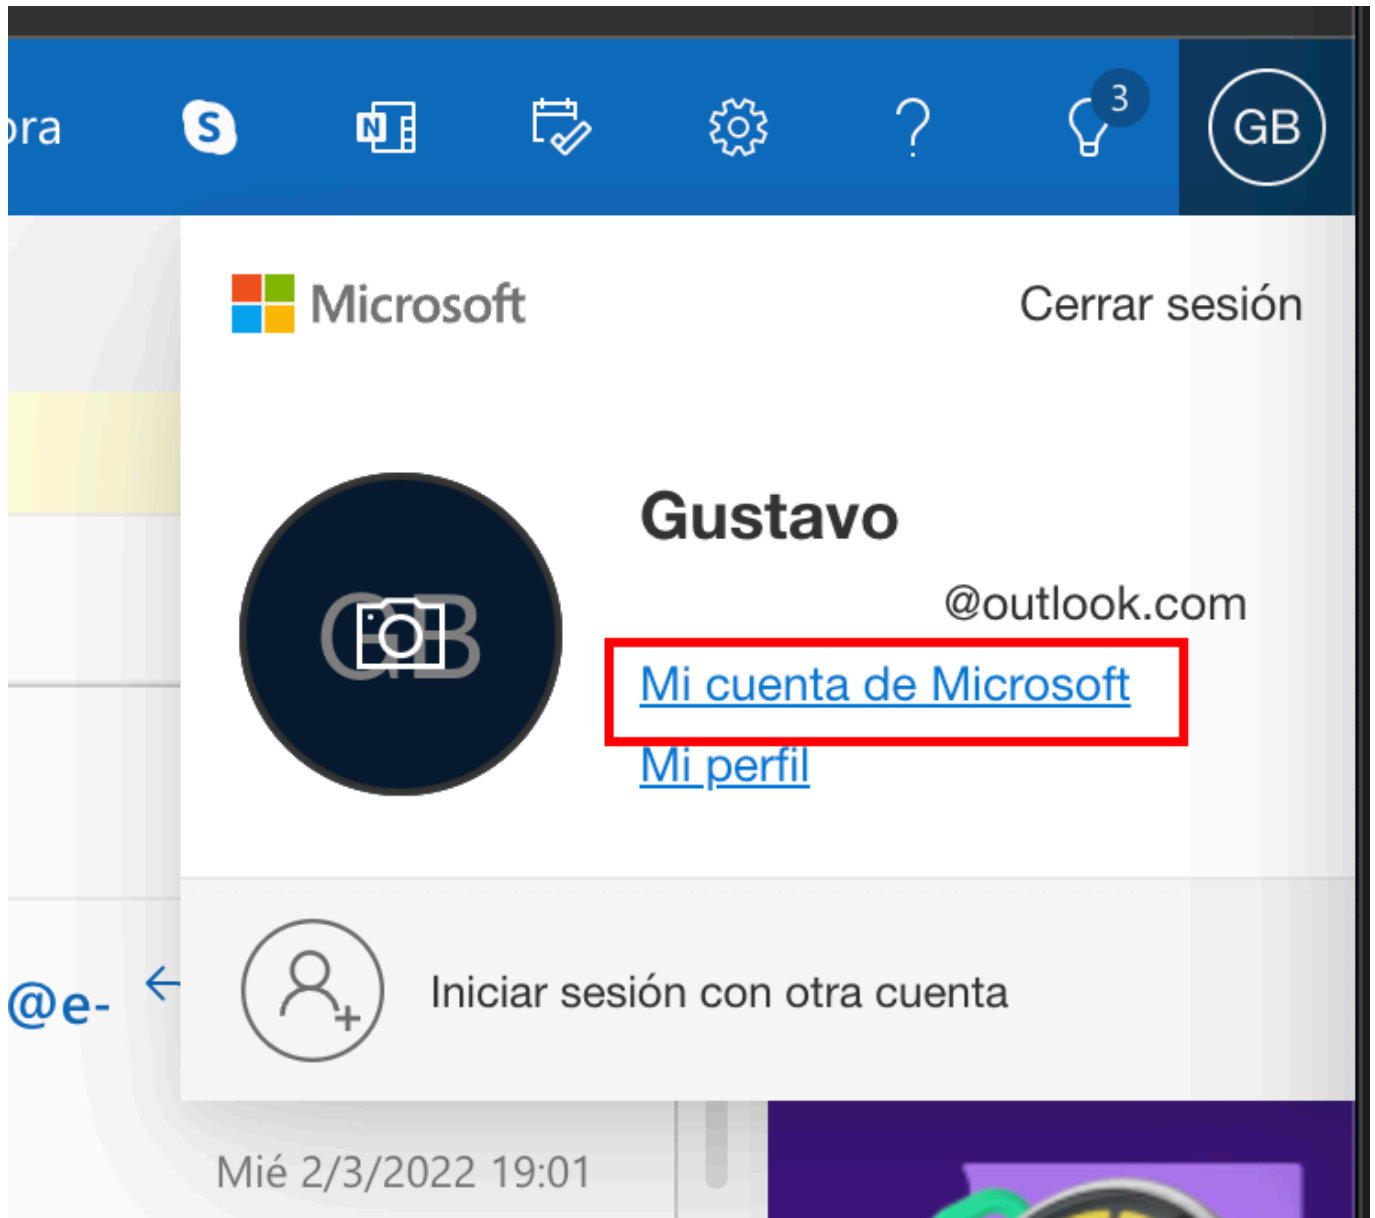 ora
S
N
?
3
GB
Microsoft
Cerrar sesión
Gustavo
GB
@outlook.com
Mi cuenta de Microsoft
Mi perfil
@e-
Iniciar sesión con otra cuenta
Mié 2/3/2022 19:01